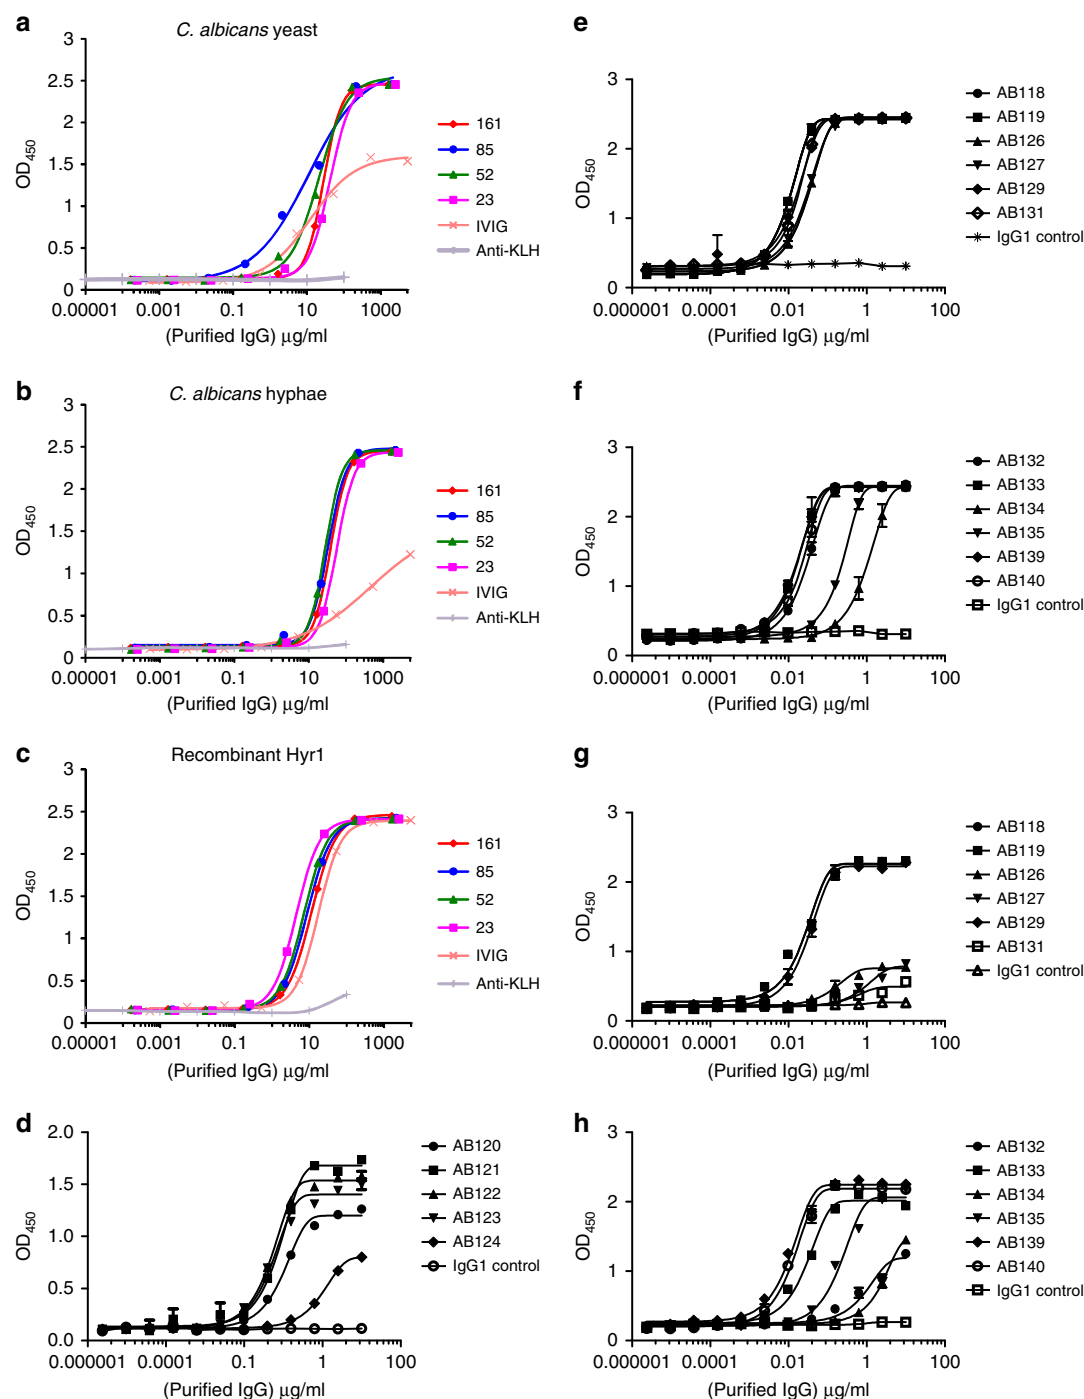 a
C. albicans yeast
3
2.5
2
1.5
1
0.5
0
OD450
0.00001
0.001
0.1
10
1000
(Purified IgG) μg/ml
161
85
52
23
IVIG
Anti-KLH
e
3
2
1
0
OD450
0.000001
0.0001
0.01
1
100
(Purified IgG) μg/ml
AB118
AB119
AB126
AB127
AB129
AB131
IgG1 control
b
C. albicans hyphae
3
2.5
2
1.5
1
0.5
0
OD450
0.00001
0.001
0.1
10
1000
(Purified IgG) μg/ml
161
85
52
23
IVIG
Anti-KLH
f
3
2
1
0
OD450
0.000001
0.0001
0.01
1
100
(Purified IgG) μg/ml
AB132
AB133
AB134
AB135
AB139
AB140
IgG1 control
c
Recombinant Hyr1
3
2.5
2
1.5
1
0.5
0
OD450
0.00001
0.001
0.1
10
1000
(Purified IgG) μg/ml
161
85
52
23
IVIG
Anti-KLH
g
3
2
1
0
OD450
0.000001
0.0001
0.01
1
100
(Purified IgG) μg/ml
AB118
AB119
AB126
AB127
AB129
AB131
IgG1 control
d
2.0
1.5
1.0
0.5
0.0
OD450
0.000001
0.001
0.1
1
100
(Purified IgG) μg/ml
AB120
AB121
AB122
AB123
AB124
IgG1 control
h
3
2
1
0
OD450
0.000001
0.0001
0.01
1
100
(Purified IgG) μg/ml
AB132
AB133
AB134
AB135
AB139
AB140
IgG1 control